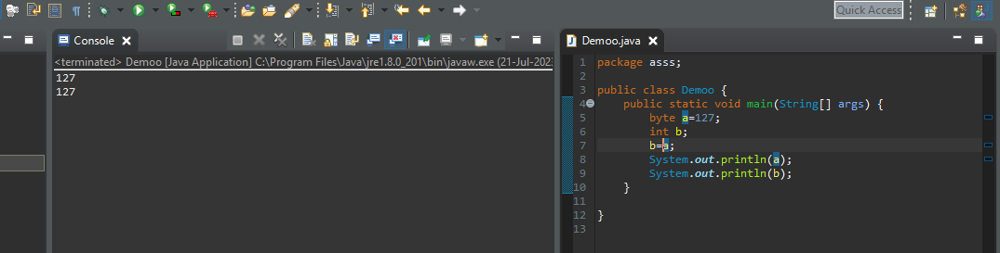 Quick Access
Console
<terminated> Demoo [Java Application] C:\Program Files\Java\jre1.8.0_201\bin\javaw.exe (21-Jul-202
127
127
Demoo.java
1 package asss;
2
3 public class Demoo {
4 public static void main(String[] args) {
5 byte a=127;
6 int b;
7 b=a;
8 System.out.println(a);
9 System.out.println(b);
10 }
11
12 }
13